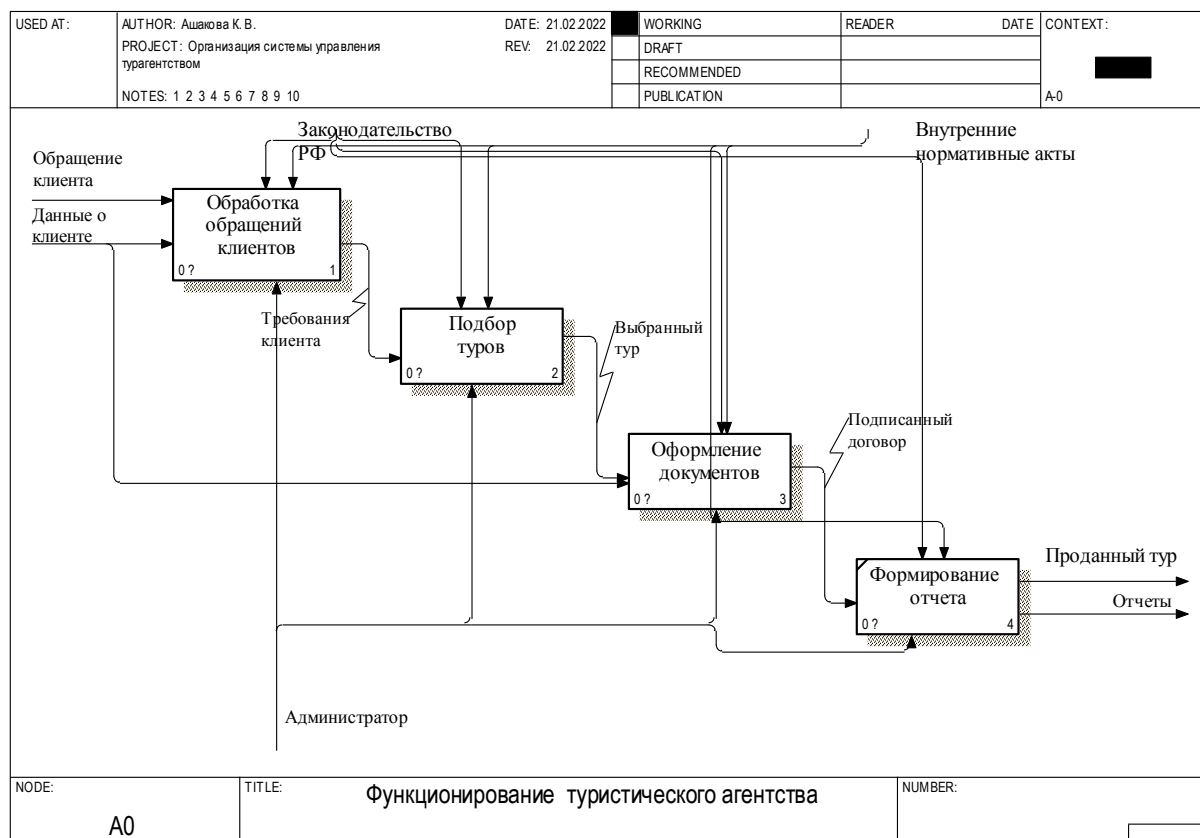 USED AT:
AUTHOR: Ашакова К. В.
DATE: 21.02.2022
WORKING
READER
DATE
CONTEXT:
PROJECT: Организация системы управления
турагентством
REV: 21.02.2022
DRAFT
RECOMMENDED
NOTES: 1 2 3 4 5 6 7 8 9 10
PUBLICATION
A-0
Законодательство
РФ
Внутренние
нормативные акты
Обращение
клиента
Данные о
клиенте
Обработка
обращений
клиентов
0 ?
1
Требования
клиента
Подбор
туров
0 ?
2
Выбранный
тур
Оформление
документов
0 ?
3
Подписанный
договор
Формирование
отчета
0 ?
4
Проданный тур
Отчеты
Администратор
NODE:
A0
TITLE:
Функционирование туристического агентства
NUMBER: